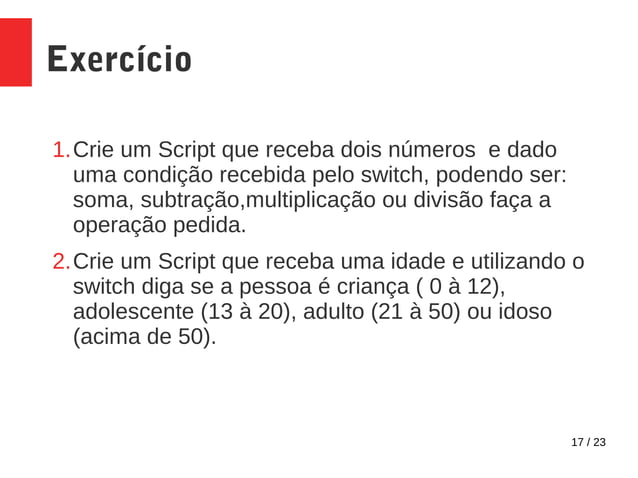 Exercício
1.Crie um Script que receba dois números  e dado
uma condição recebida pelo switch, podendo ser:
soma, subtração,multiplicação ou divisão faça a
operação pedida.
2.Crie um Script que receba uma idade e utilizando o
switch diga se a pessoa é criança ( 0 à 12),
adolescente (13 à 20), adulto (21 à 50) ou idoso
(acima de 50).
17 / 23